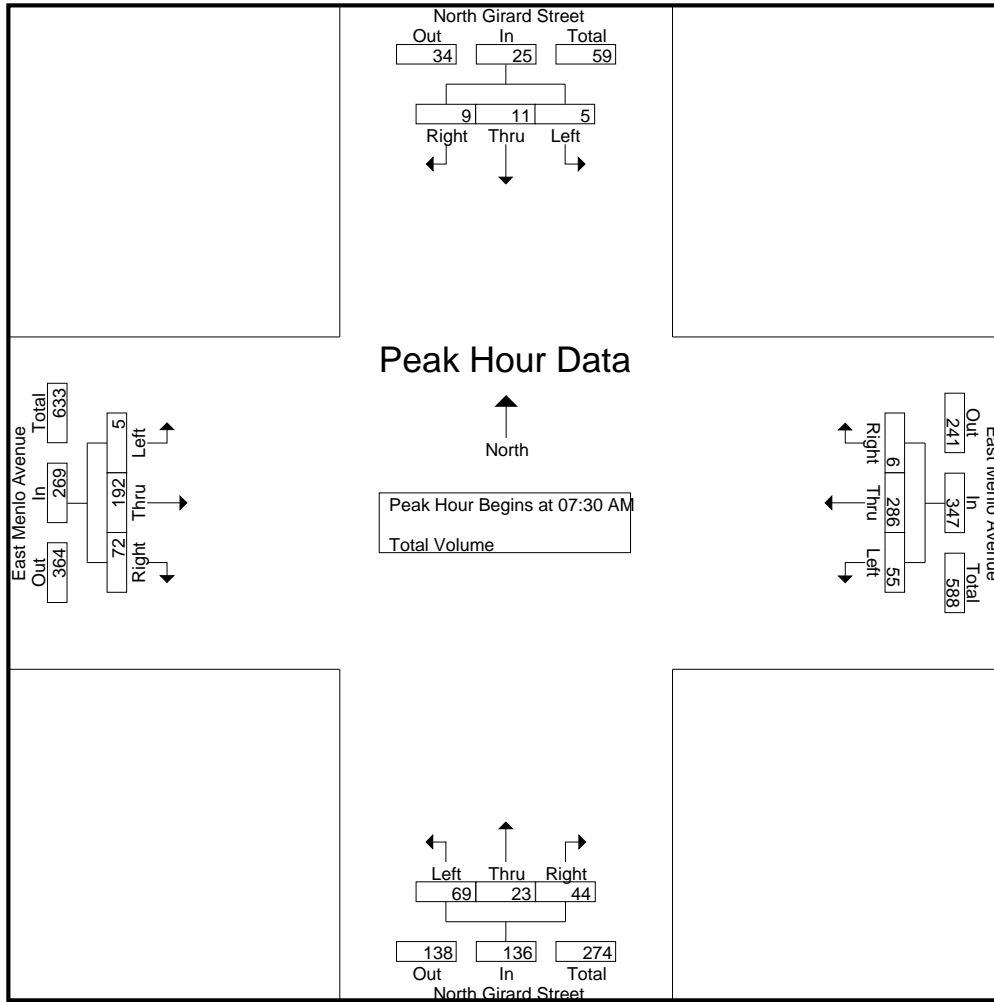 North Girard Street
Out In Total
34 25 59
9 11 5
Right Thru Left
Peak Hour Data
North
Peak Hour Begins at 07:30 AM
Total Volume
East Menlo Avenue
Out In Total
364 269 633
72 192 5
Right Thru Left
East Menlo Avenue
Out In Total
241 347 588
Right Thru Left
6 286 55
Left Thru Right
69 23 44
138 136 274
Out In Total
North Girard Street